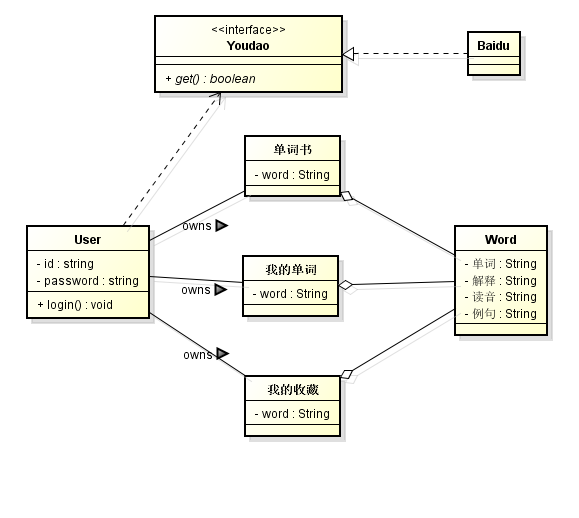 <<interface>>
Youdao
+ get() : boolean
Baidu
单词书
- word : String
owns
User
- id : string
- password : string
+ login() : void
我的单词
- word : String
owns
Word
- 单词 : String
- 解释 : String
- 读音 : String
- 例句 : String
owns
我的收藏
- word : String